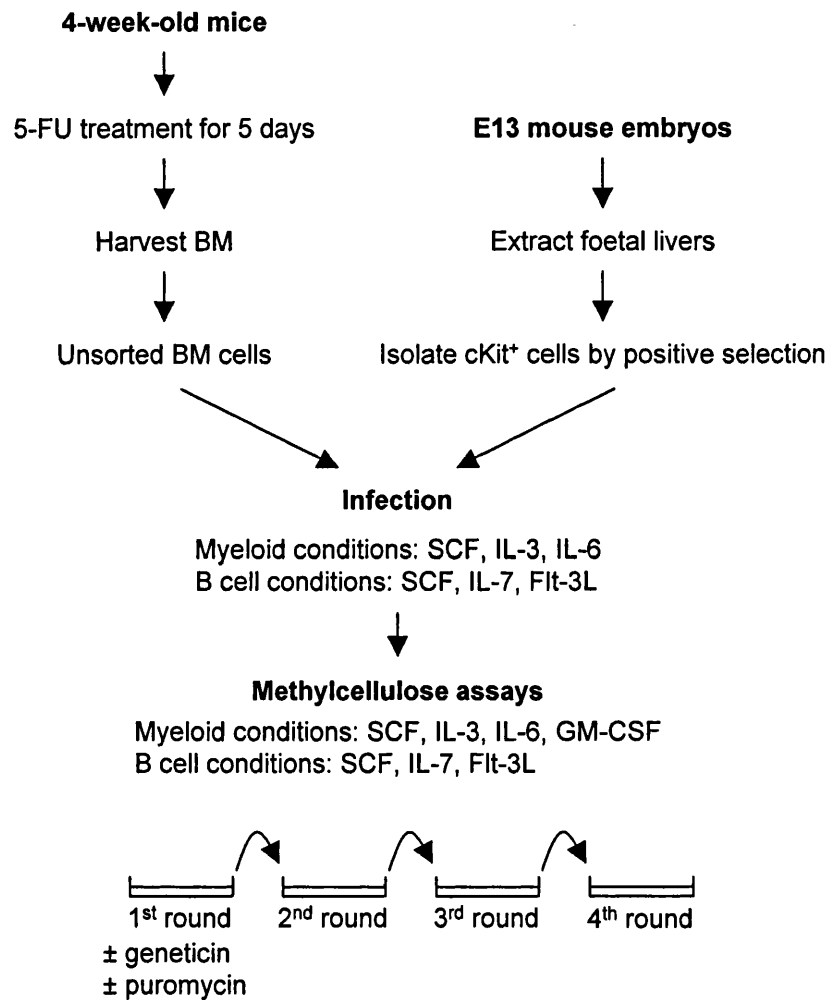 4-week-old mice
5-FU treatment for 5 days
Harvest BM
Unsorted BM cells
E13 mouse embryos
Extract foetal livers
Isolate cKit⁺ cells by positive selection
Infection
Myeloid conditions: SCF, IL-3, IL-6
B cell conditions: SCF, IL-7, Flt-3L
Methylcellulose assays
Myeloid conditions: SCF, IL-3, IL-6, GM-CSF
B cell conditions: SCF, IL-7, Flt-3L
1st round
2nd round
3rd round
4th round
± geneticin
± puromycin